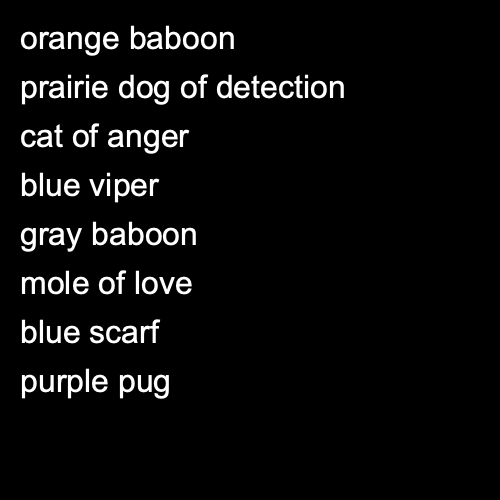 orange baboon
prairie dog of detection
cat of anger
blue viper
gray baboon
mole of love
blue scarf
purple pug